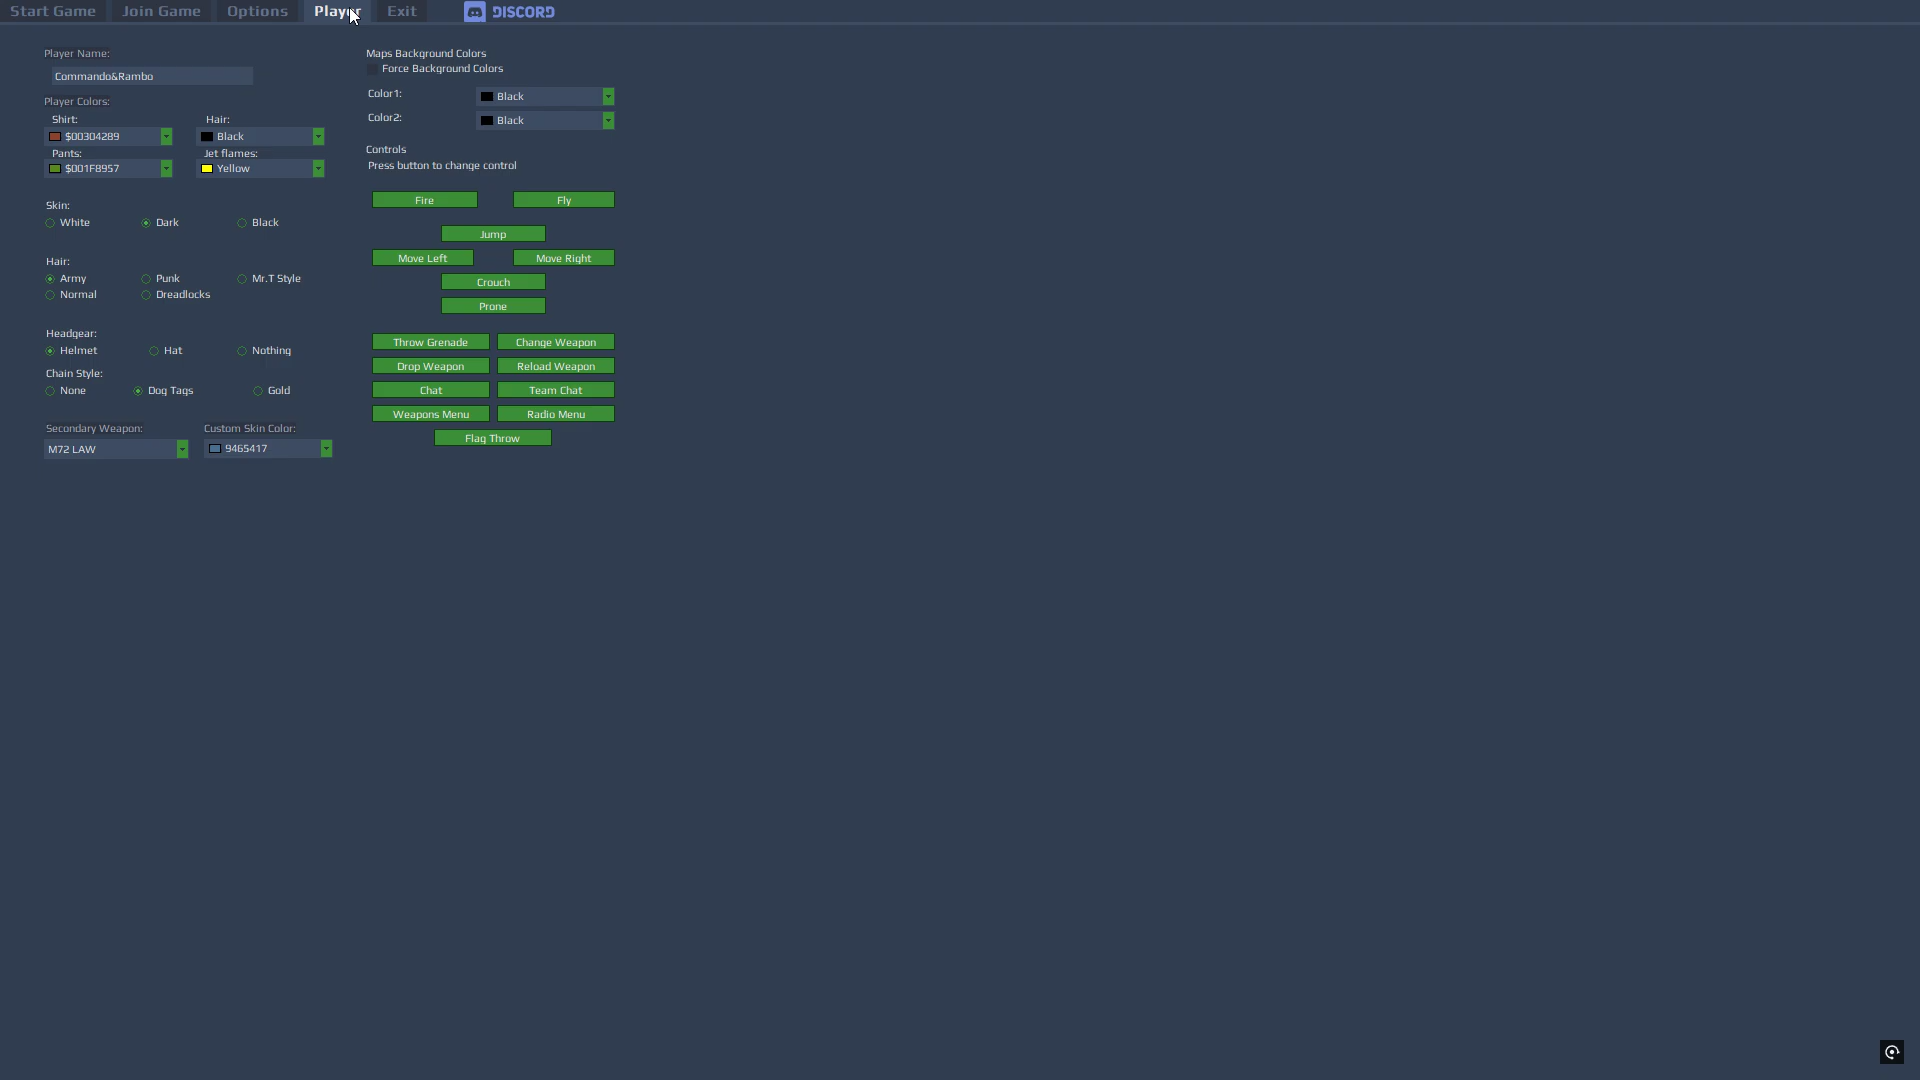 Start Game Join Game Options Player Exit DISCORD
Player Name:
Commando&Rambo
Player Colors:
Shirt: Hair:
$00304289 Black
Pants: Jet flames:
$001F8957 Yellow
Skin:
White Dark Black
Hair:
Army Punk Mr.T Style
Normal Dreadlocks
Headgear:
Helmet Hat Nothing
Chain Style:
None Dog Tags Gold
Secondary Weapon: Custom Skin Color:
M72 LAW 9465417
Maps Background Colors
Force Background Colors
Color1: Black
Color2: Black
Controls
Press button to change control
Fire Fly
Jump
Move Left Move Right
Crouch
Prone
Throw Grenade Change Weapon
Drop Weapon Reload Weapon
Chat Team Chat
Weapons Menu Radio Menu
Flag Throw